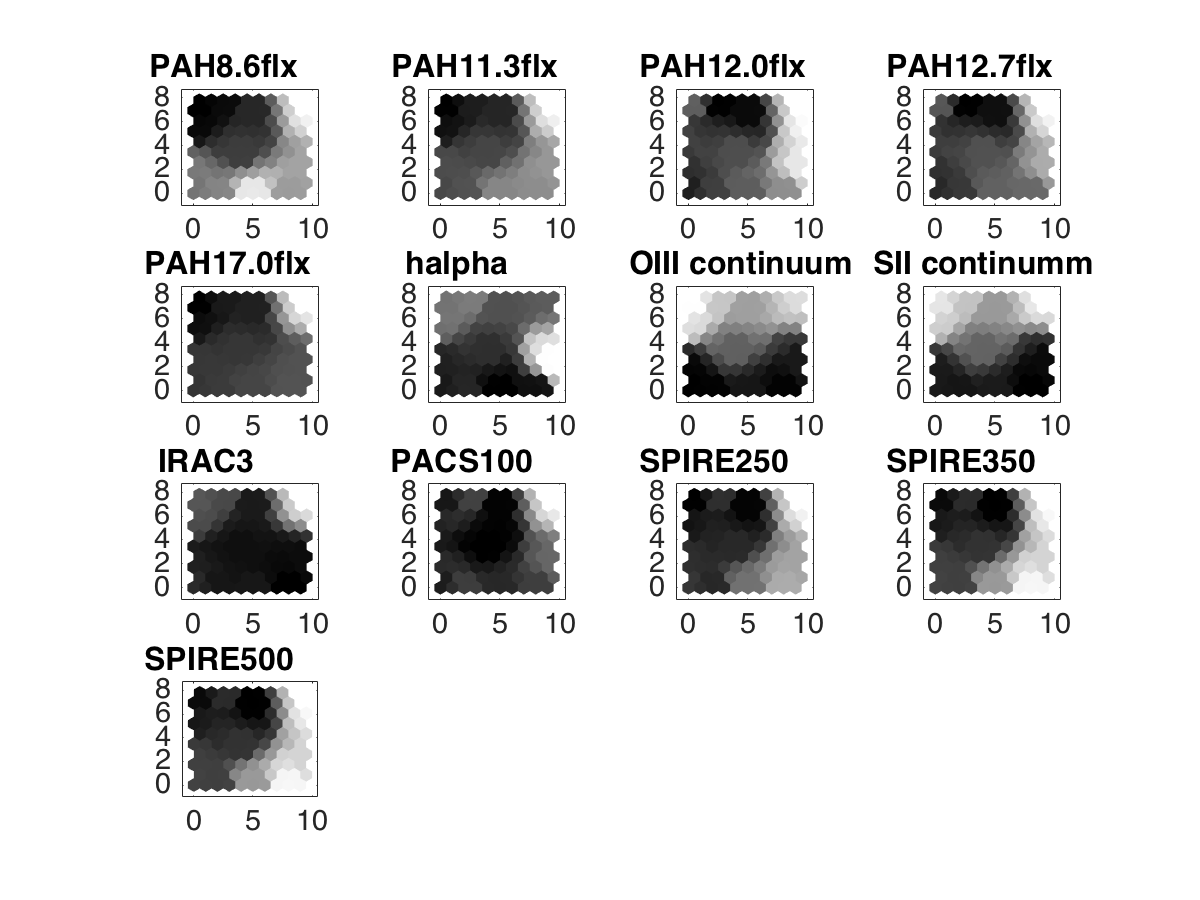 PAH8.6flx PAH11.3flx PAH12.0flx PAH12.7flx
8 8 8 8
6 6 6 6
4 4 4 4
2 2 2 2
0 0 0 0
0 5 10 0 5 10 0 5 10 0 5 10
PAH17.0flx halpha OIII continuum SII continumm
8 8 8 8
6 6 6 6
4 4 4 4
2 2 2 2
0 0 0 0
0 5 10 0 5 10 0 5 10 0 5 10
IRAC3 PACS100 SPIRE250 SPIRE350
8 8 8 8
6 6 6 6
4 4 4 4
2 2 2 2
0 0 0 0
0 5 10 0 5 10 0 5 10 0 5 10
SPIRE500
8
6
4
2
0
0 5 10